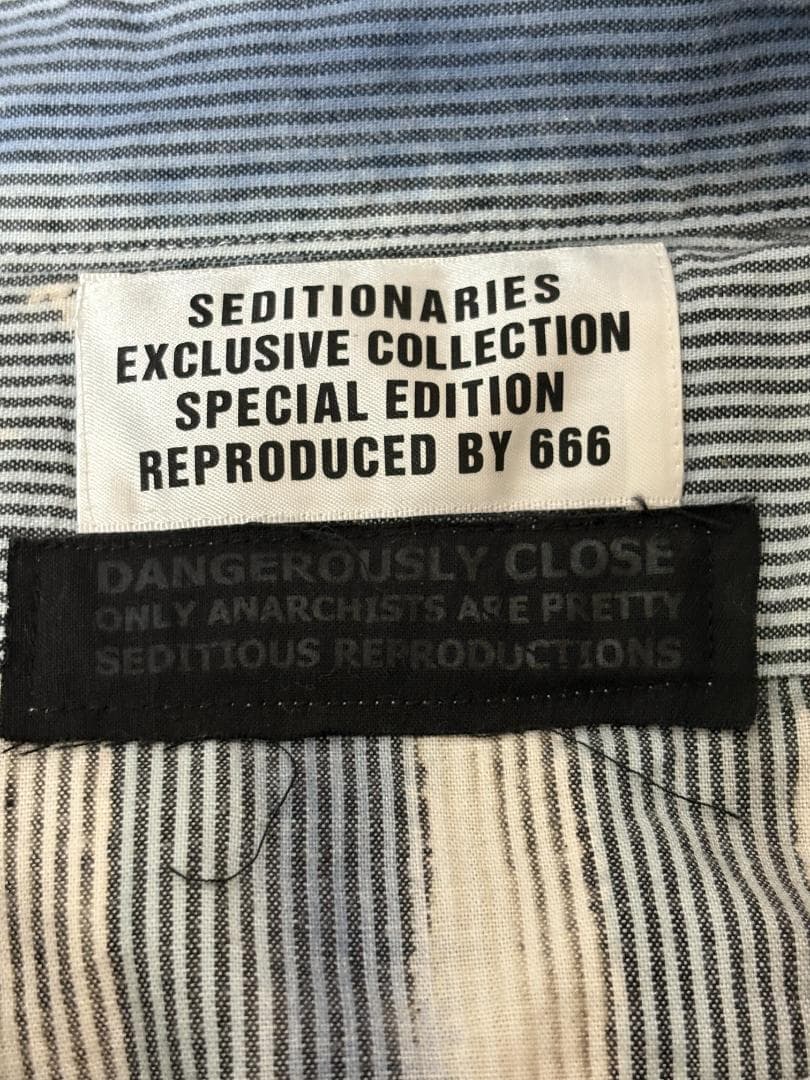 SEDITIONARIES
EXCLUSIVE COLLECTION
SPECIAL EDITION
REPRODUCED BY 666
DANGEROUSLY CLOSE
ONLY ANARCHISTS ARE PRETTY
SEDITIOUS REPRODUCTIONS